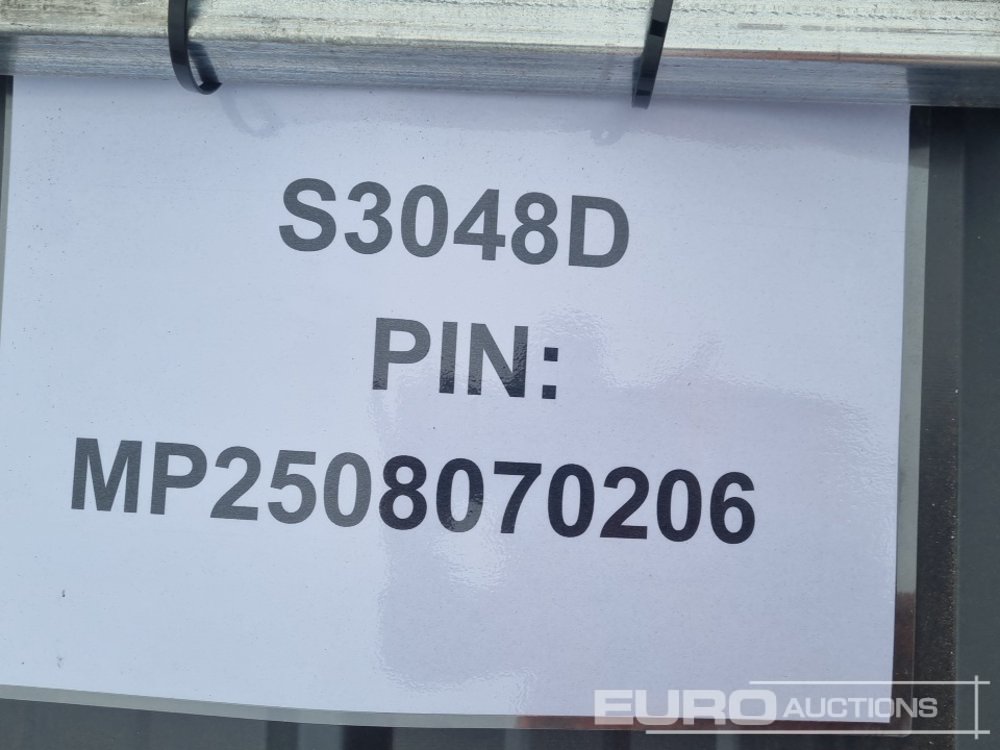 S3048D
PIN:
MP2508070206
EURO AUCTIONS